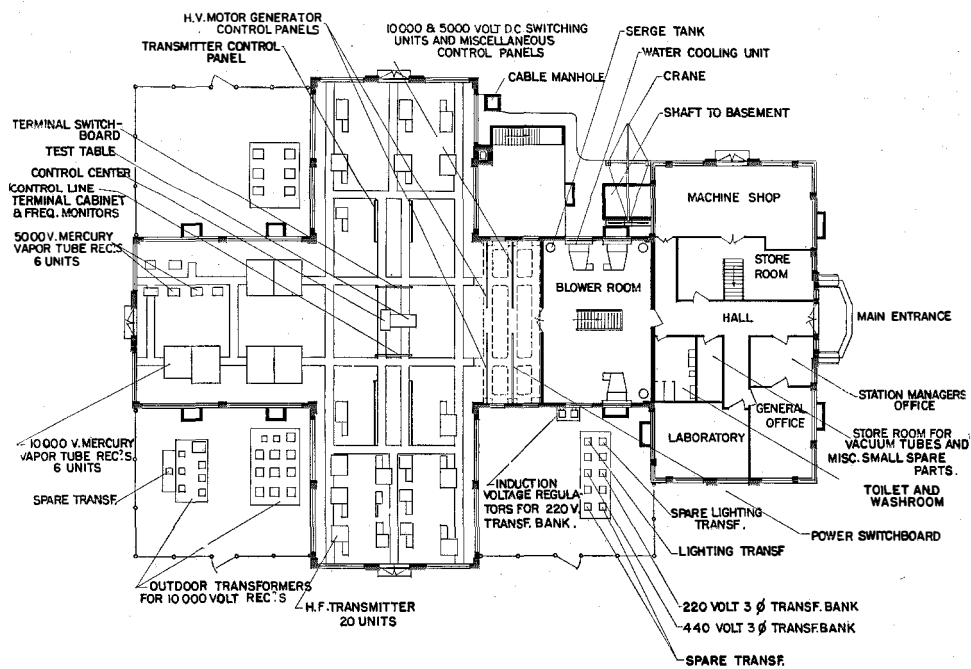 H.V. MOTOR GENERATOR
CONTROL PANELS
TRANSMITTER CONTROL
PANEL
10000 & 5000 VOLT D.C SWITCHING
UNITS AND MISCELLANEOUS
CONTROL PANELS
SERGE TANK
WATER COOLING UNIT
CRANE
SHAFT TO BASEMENT
CABLE MANHOLE
TERMINAL SWITCH-
BOARD
TEST TABLE
CONTROL CENTER
CONTROL LINE
TERMINAL CABINET
& FREQ. MONITORS
5000 V. MERCURY
VAPOR TUBE REC'S
6 UNITS
MACHINE SHOP
STORE
ROOM
BLOWER ROOM
HALL
MAIN ENTRANCE
STATION MANAGERS
OFFICE
GENERAL
OFFICE
LABORATORY
STORE ROOM FOR
VACUUM TUBES AND
MISC. SMALL SPARE
PARTS.
TOILET AND
WASHROOM
POWER SWITCHBOARD
10000 V. MERCURY
VAPOR TUBE REC'S
6 UNITS
SPARE TRANSF.
INDUCTION
VOLTAGE REGULA-
TORS FOR 220 V.
TRANSF. BANK.
SPARE LIGHTING
TRANSF.
LIGHTING TRANSF
OUTDOOR TRANSFORMERS
FOR 10000 VOLT REC'S
H.F. TRANSMITTER
20 UNITS
220 VOLT 3 Ø TRANSF. BANK
440 VOLT 3 Ø TRANSF. BANK
SPARE TRANSF.